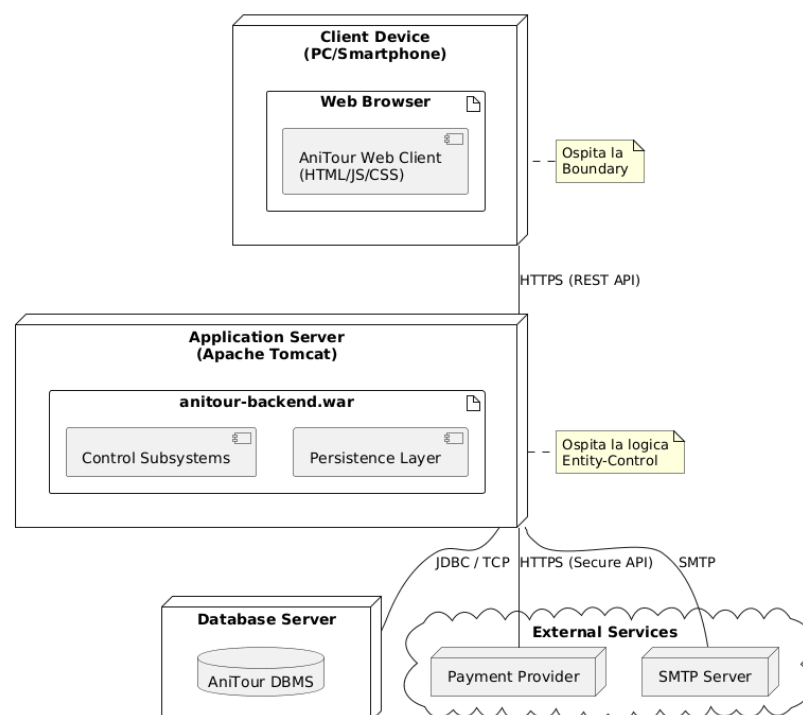 Client Device
(PC/Smartphone)
Web Browser
AniTour Web Client
(HTML/JS/CSS)
Ospita la
Boundary
HTTPS (REST API)
Application Server
(Apache Tomcat)
anitour-backend.war
Control Subsystems
Persistence Layer
Ospita la logica
Entity-Control
JDBC / TCP
HTTPS (Secure API)
SMTP
Database Server
AniTour DBMS
External Services
Payment Provider
SMTP Server